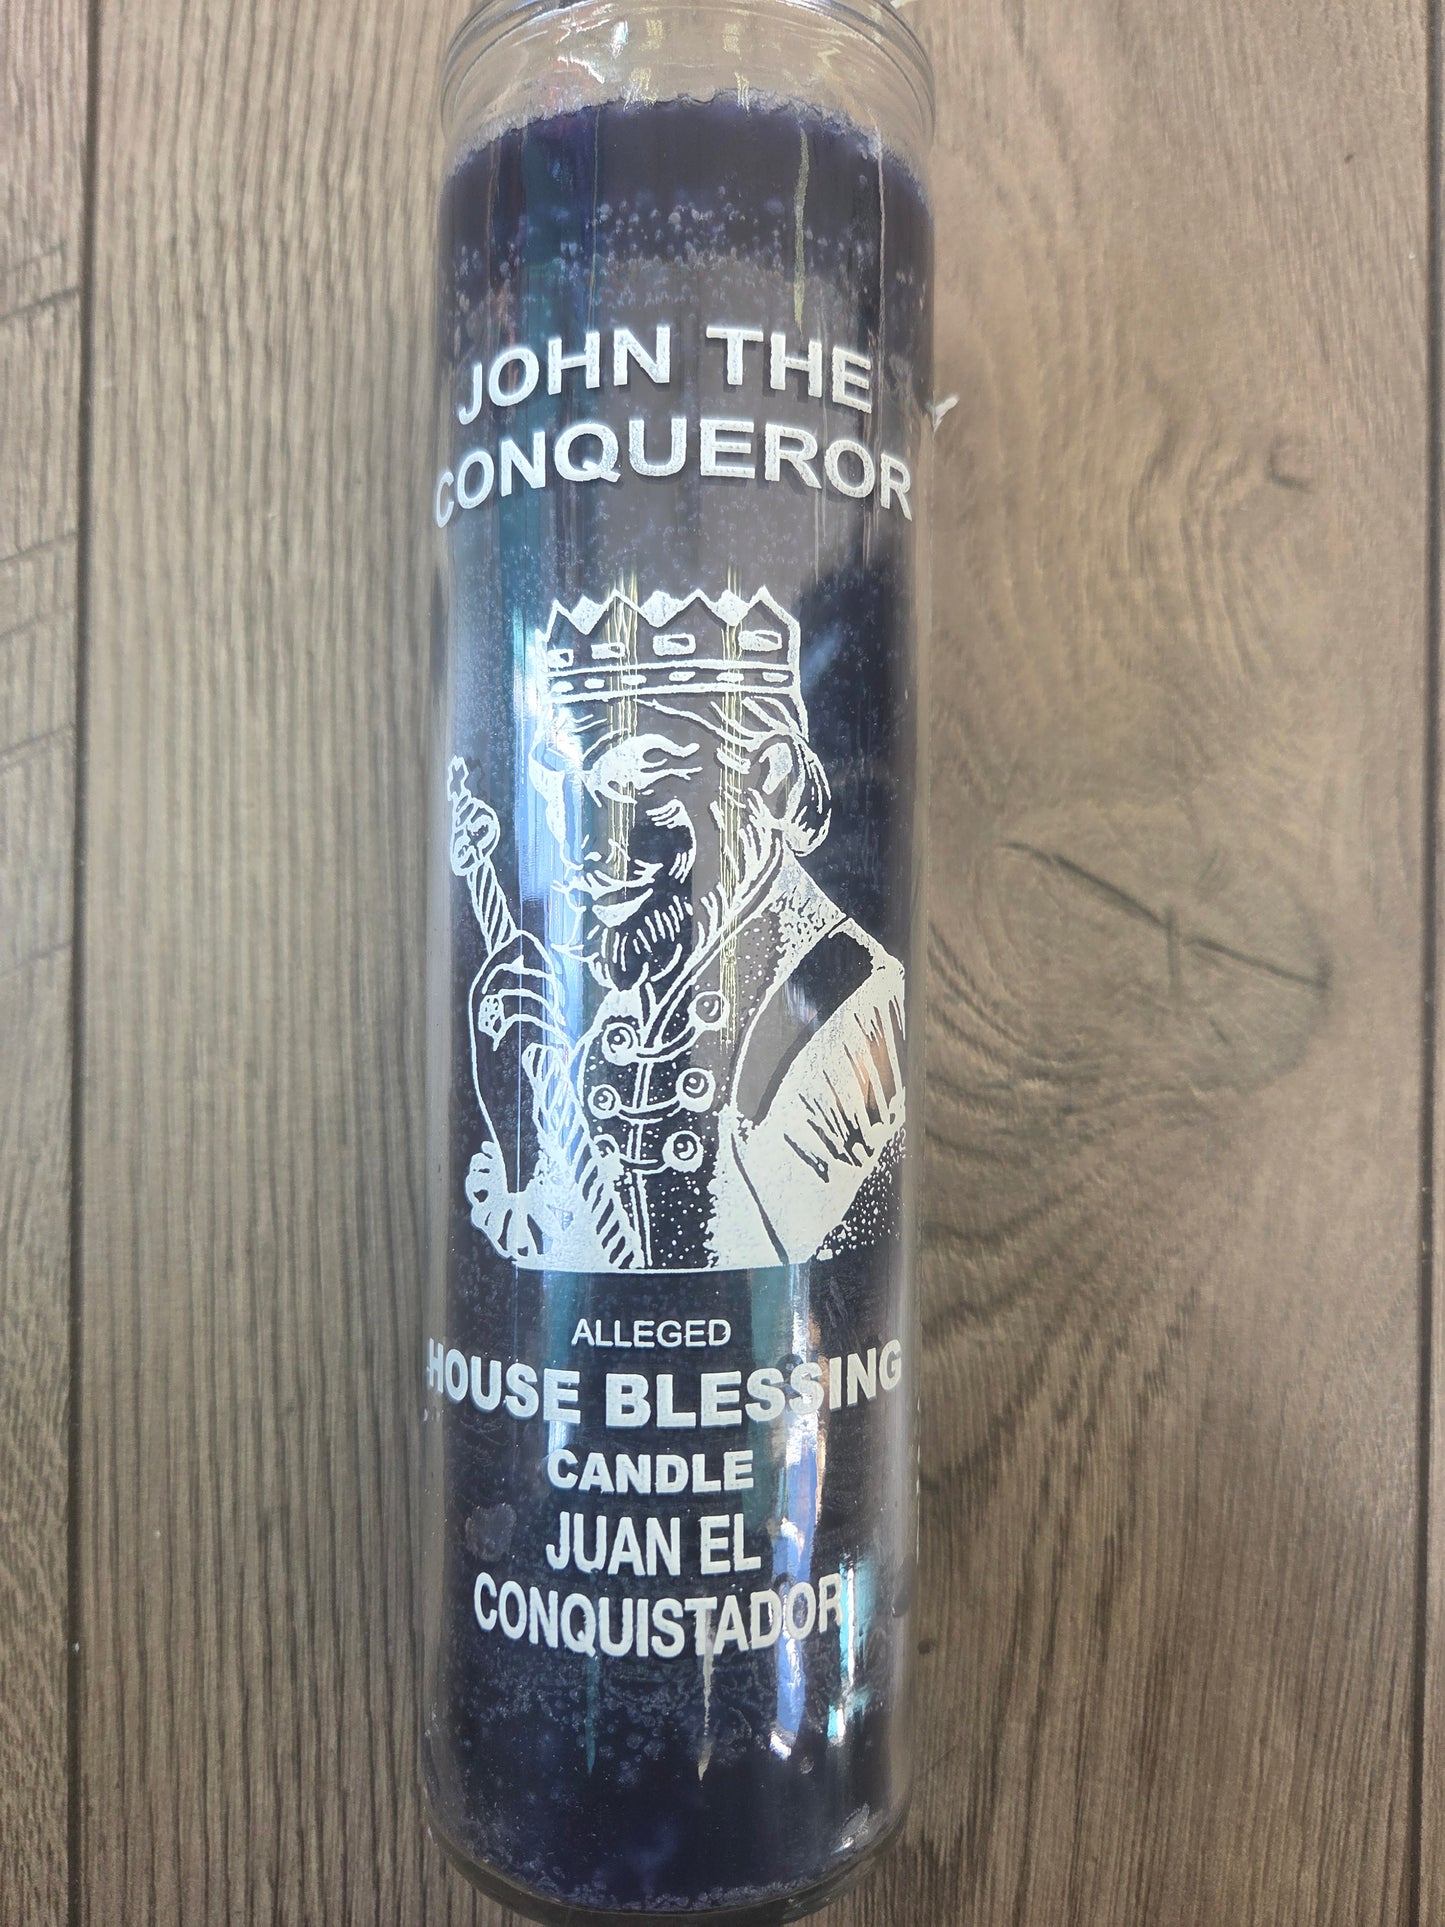 JOHN THE
CONQUEROR
ALLEGED
HOUSE BLESSING
CANDLE
JUAN EL
CONQUISTADOR